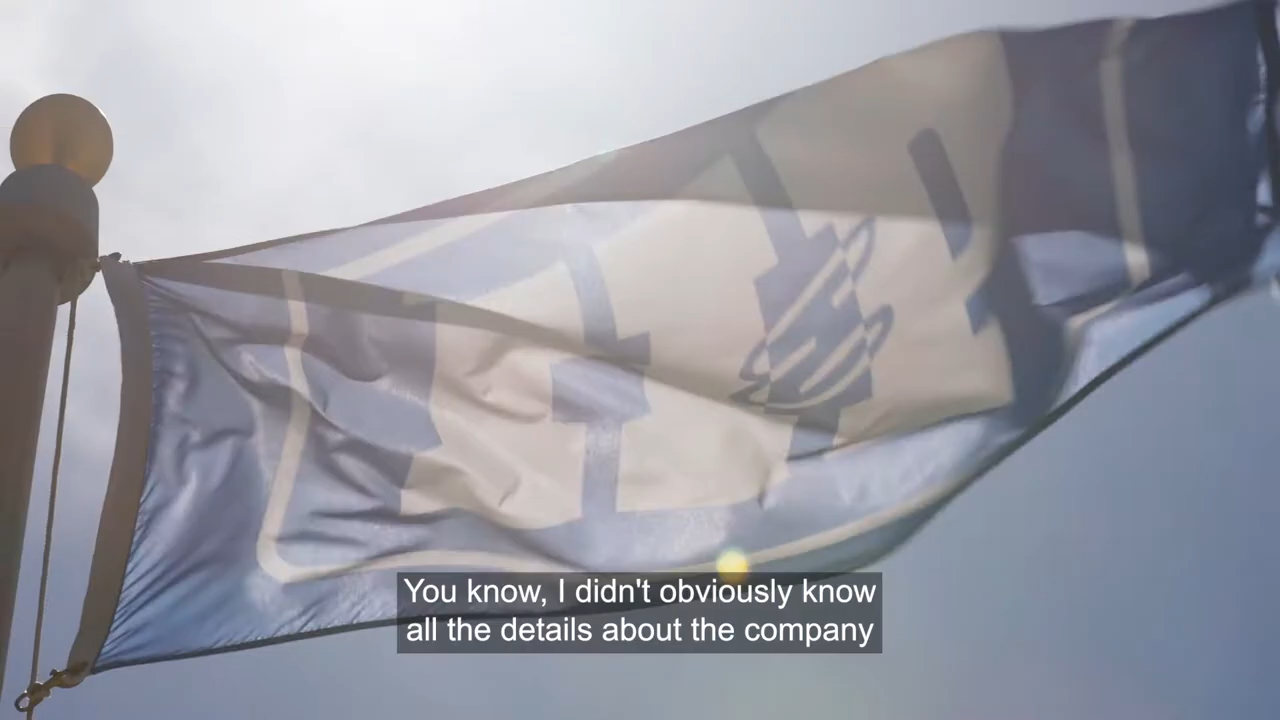 You know, I didn't obviously know
all the details about the company